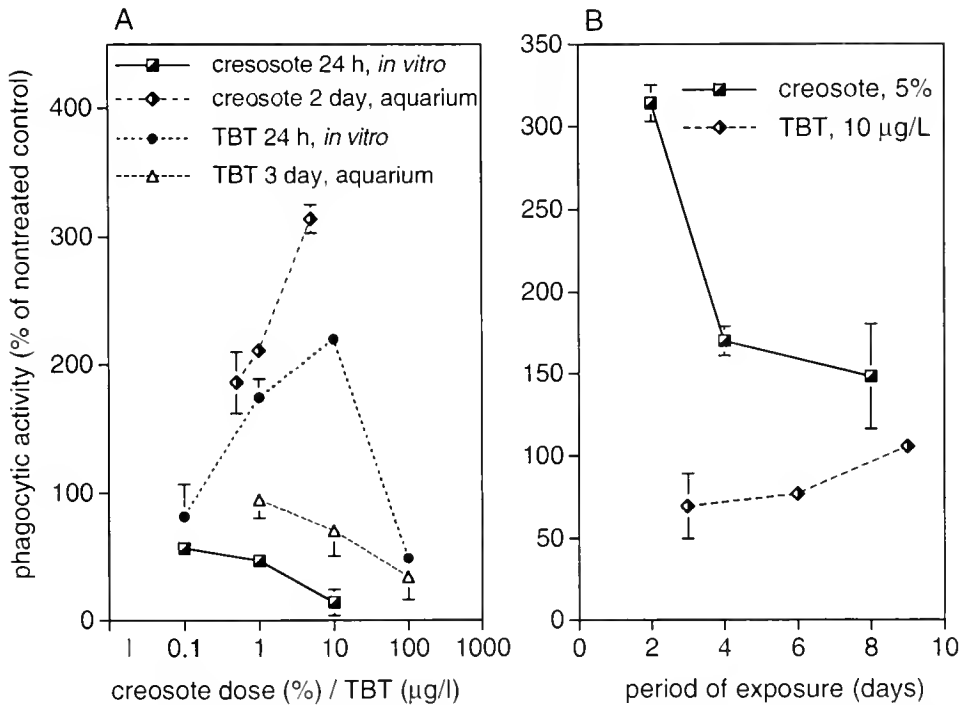 A
cresosote 24 h, in vitro
creosote 2 day, aquarium
TBT 24 h, in vitro
TBT 3 day, aquarium
phagocytic activity (% of nontreated control)
400
300
200
100
0
0.1 1 10 100 1000
creosote dose (%) / TBT (µg/l)
B
creosote, 5%
TBT, 10 µg/L
350
300
250
200
150
100
50
0
0 2 4 6 8 10
period of exposure (days)